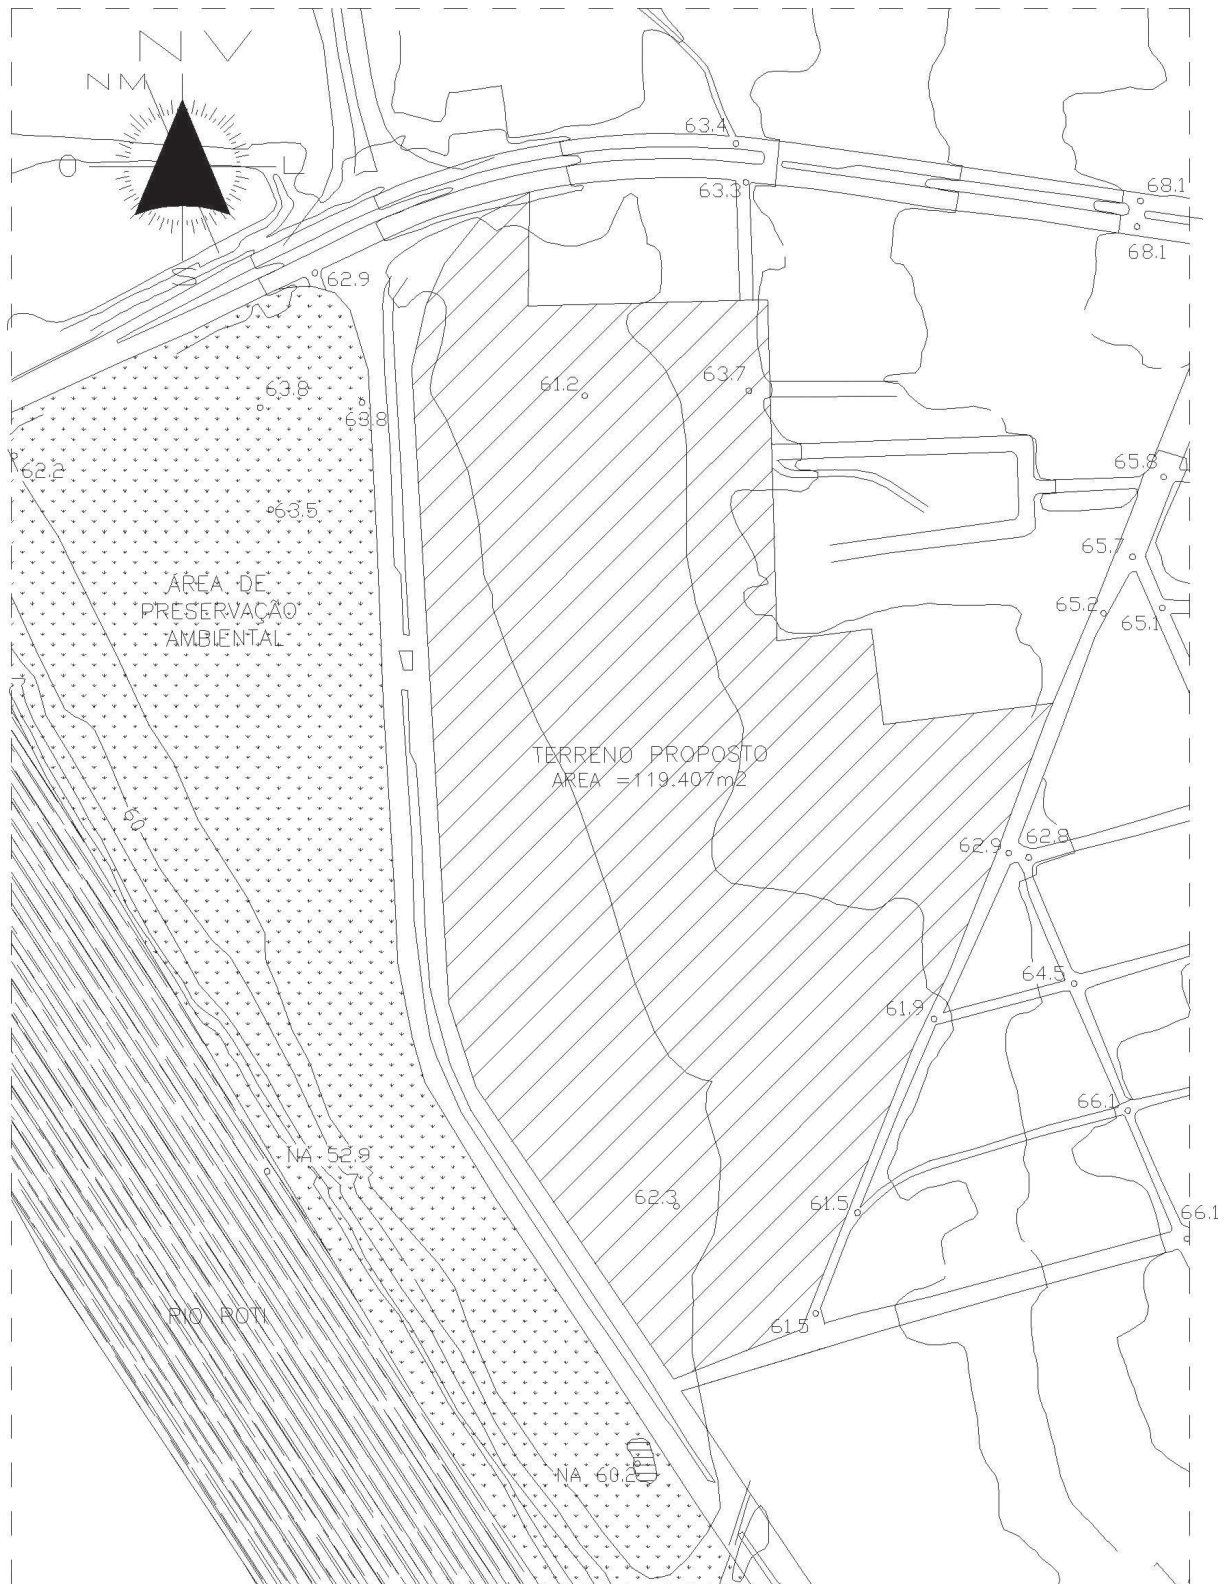 N V
NM
O
L
S
63.4
63.3
68.1
68.1
62.9
61.2
63.7
63.8
63.8
62.2
63.5
65.8
65.7
65.2
65.1
ÁREA DE
PRESERVAÇÃO
AMBIENTAL
TERRENO PROPOSTO
AREA =119.407m2
60
62.9
62.8
64.5
61.9
66.1
NA 52.9
62.3
61.5
66.1
RIO POTI
61.5
NA 60.2